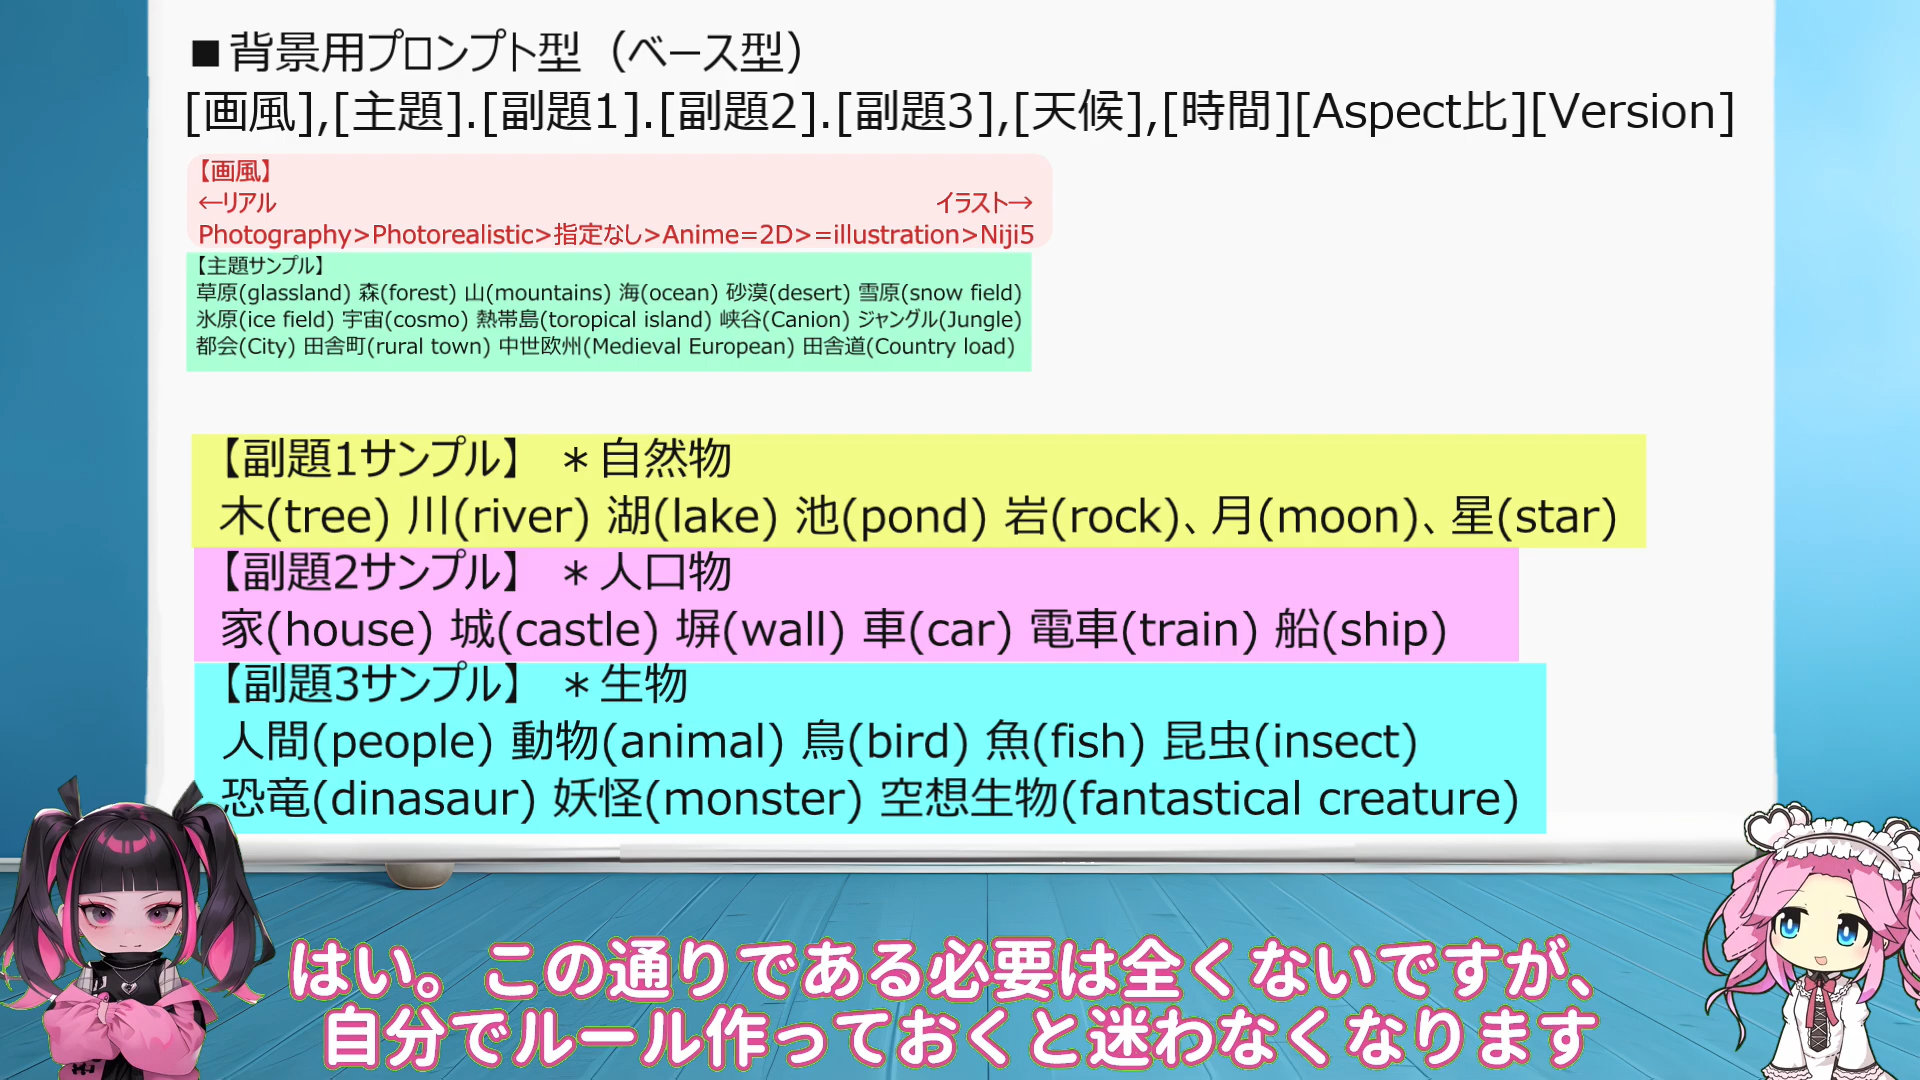 ■背景用プロンプト型（ベース型）
[画風],[主題].[副題1].[副題2].[副題3],[天候],[時間][Aspect比][Version]
【画風】
←リアル イラスト→
Photography>Photorealistic>指定なし>Anime=2D>=illustration>Niji5
【主題サンプル】
草原(glassland) 森(forest) 山(mountains) 海(ocean) 砂漠(desert) 雪原(snow field)
氷原(ice field) 宇宙(cosmo) 熱帯島(toropical island) 峡谷(Canion) ジャングル(Jungle)
都会(City) 田舎町(rural town) 中世欧州(Medieval European) 田舎道(Country load)
【副題1サンプル】 ＊自然物
木(tree) 川(river) 湖(lake) 池(pond) 岩(rock)、月(moon)、星(star)
【副題2サンプル】 ＊人口物
家(house) 城(castle) 塀(wall) 車(car) 電車(train) 船(ship)
【副題3サンプル】 ＊生物
人間(people) 動物(animal) 鳥(bird) 魚(fish) 昆虫(insect)
恐竜(dinasaur) 妖怪(monster) 空想生物(fantastical creature)
はい。この通りである必要は全くないですが、
自分でルール作っておくと迷わなくなります